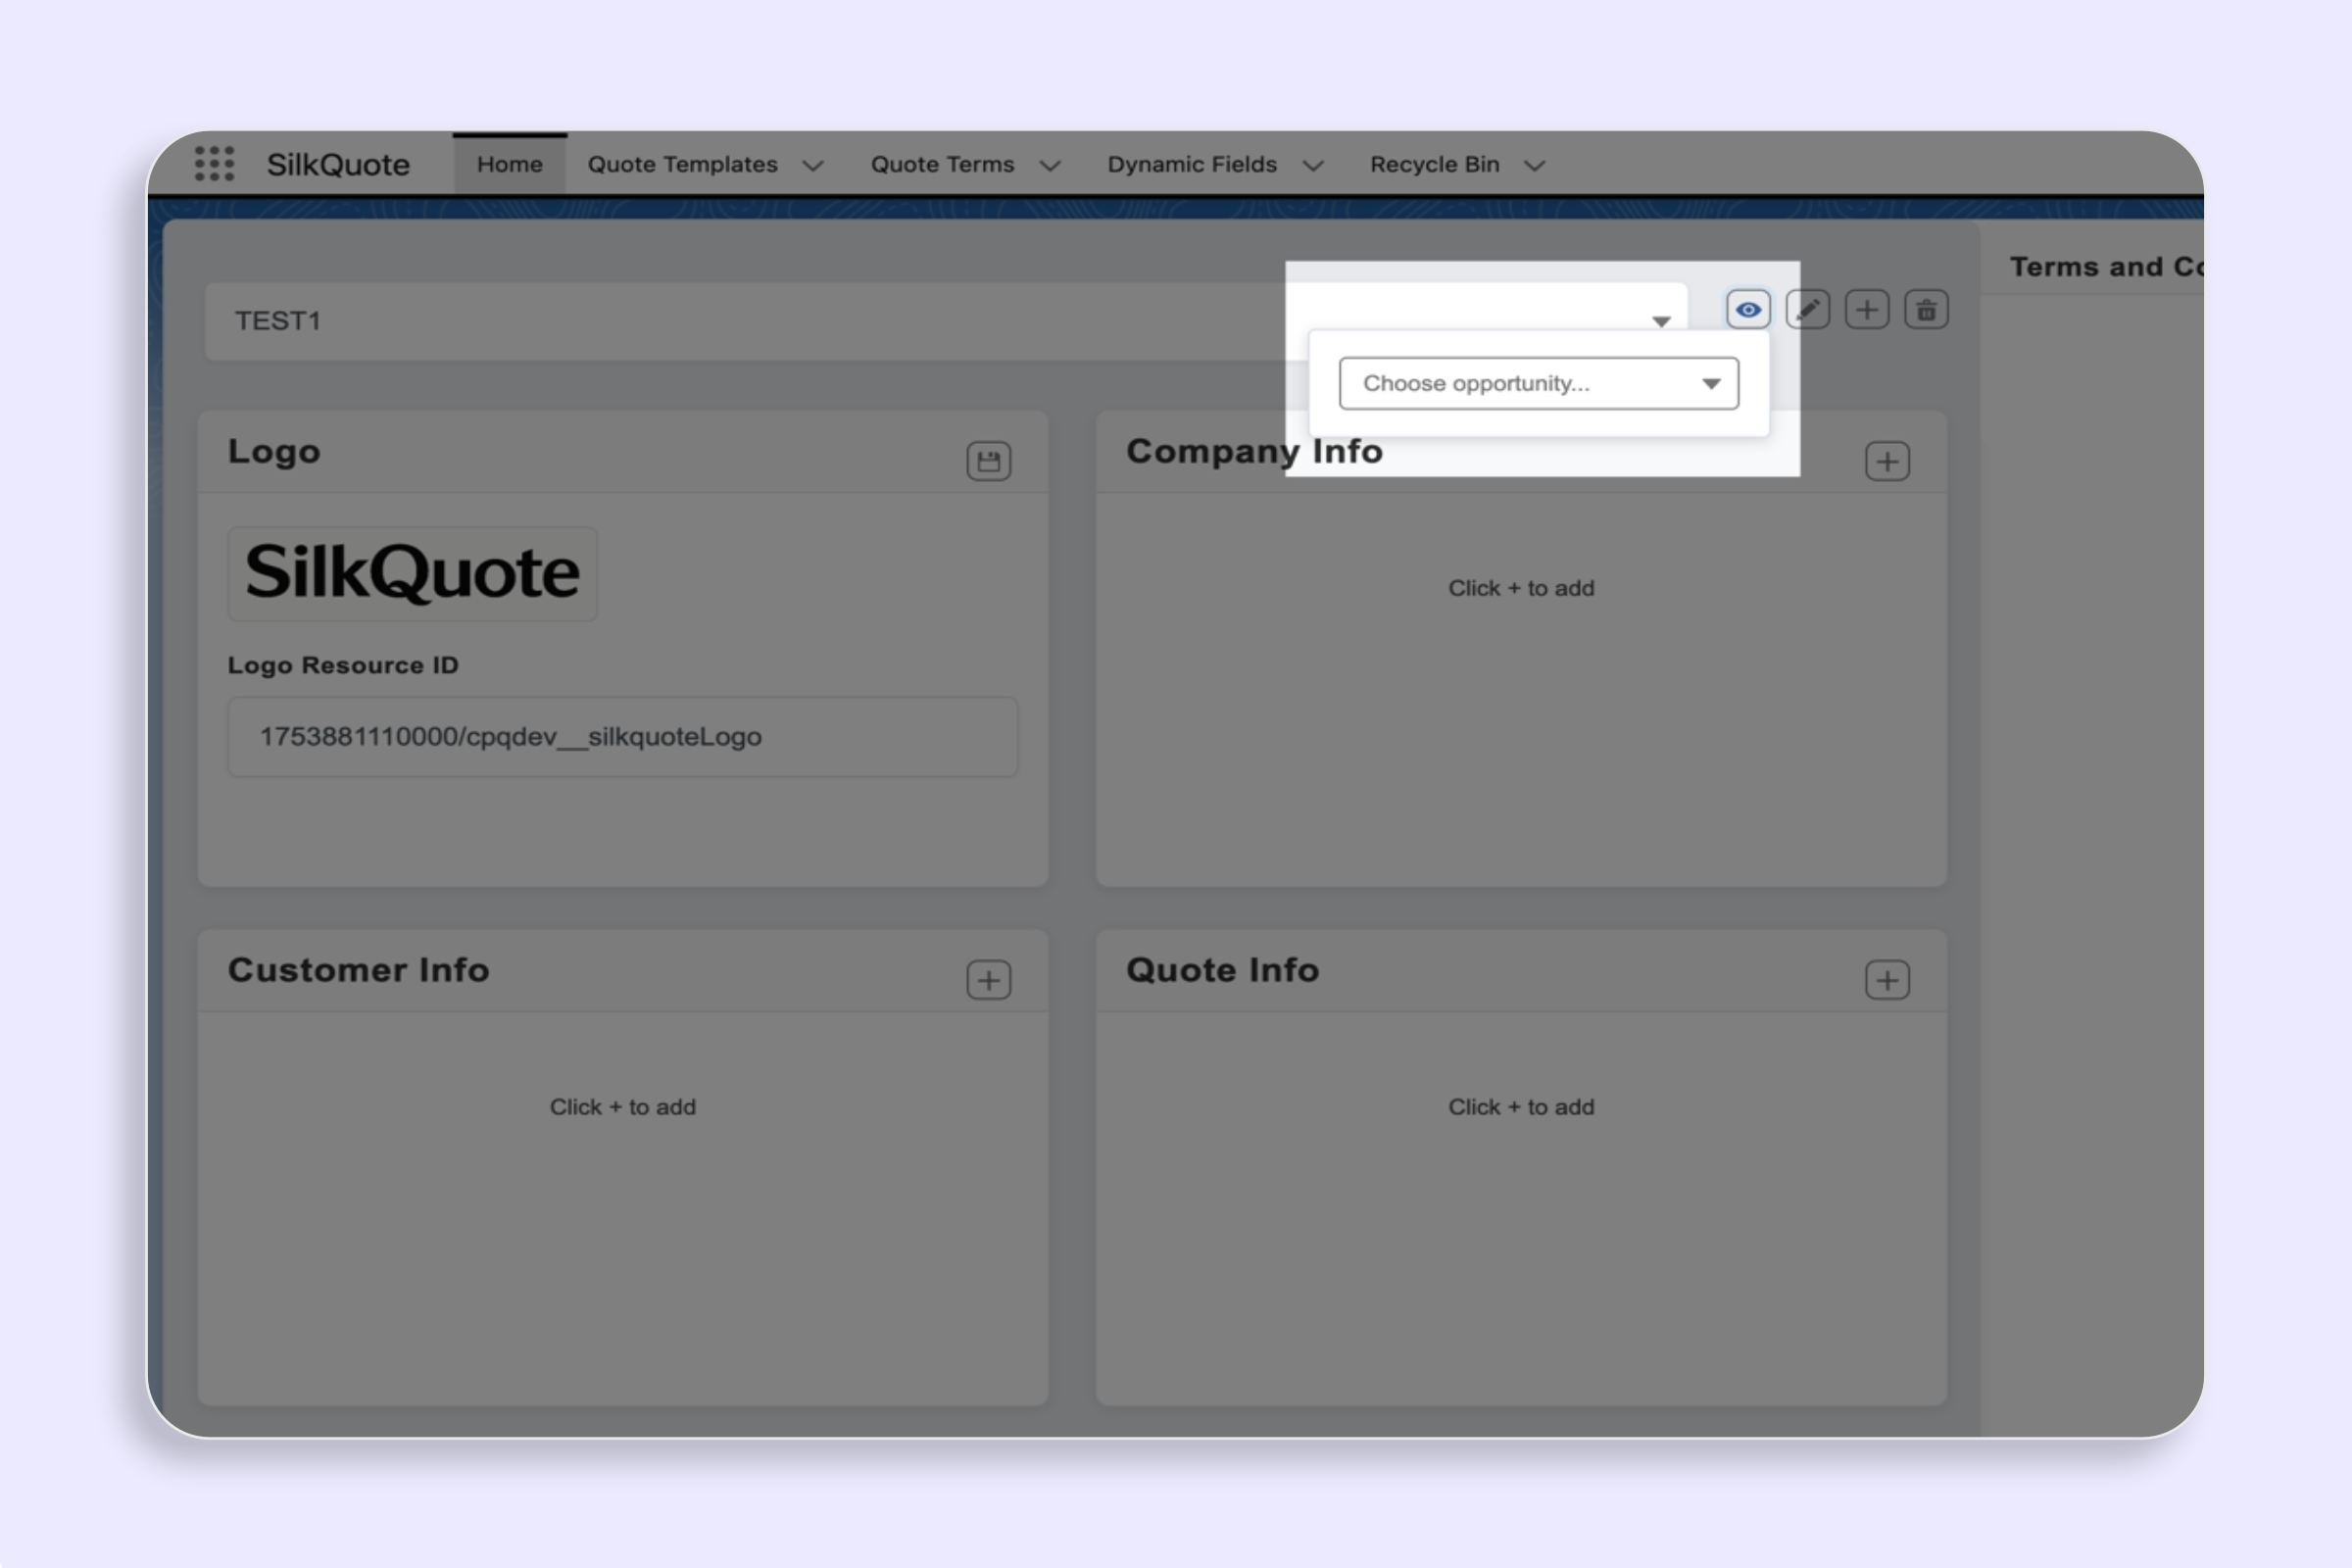 SilkQuote Home Quote Templates Quote Terms Dynamic Fields Recycle Bin
Terms and Co
TEST1
Choose opportunity...
Logo
Company Info
SilkQuote
Click + to add
Logo Resource ID
1753881110000/cpqdev__silkquoteLogo
Customer Info
Quote Info
Click + to add
Click + to add